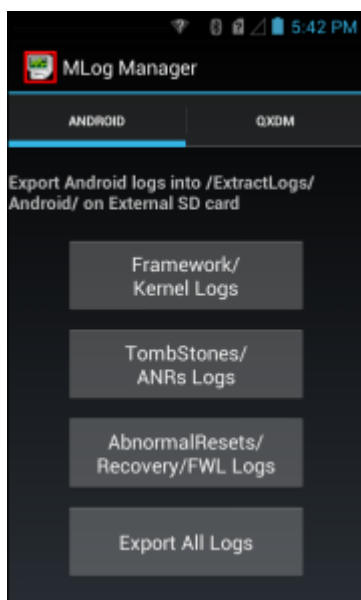 5:42 PM
MLog Manager
ANDROID QXDM
Export Android logs into /ExtractLogs/
Android/ on External SD card
Framework/
Kernel Logs
TombStones/
ANRs Logs
AbnormalResets/
Recovery/FWL Logs
Export All Logs